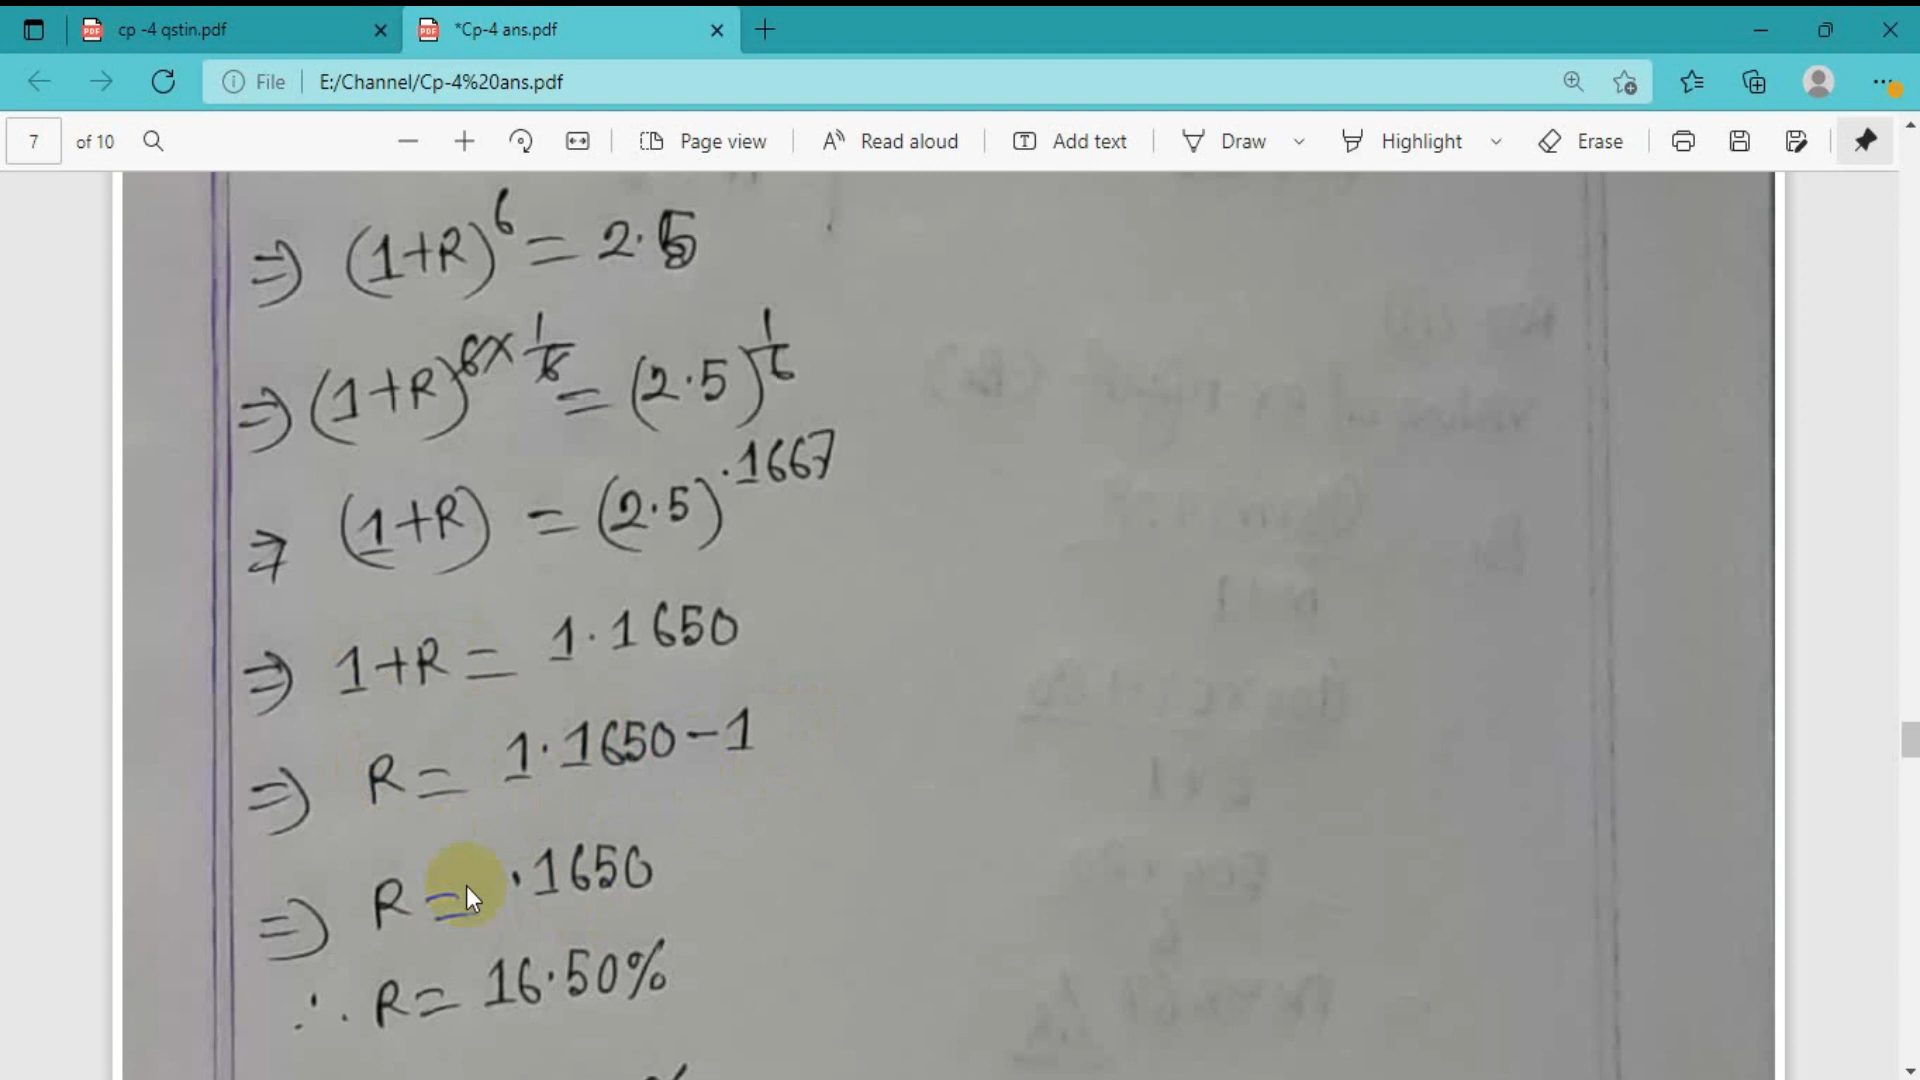 cp -4 qstin.pdf
*Cp-4 ans.pdf
File
E:/Channel/Cp-4%20ans.pdf
7 of 10
Page view
Read aloud
Add text
Draw
Highlight
Erase
⇒ (1+R)^6 = 2.5
⇒ (1+R)^6×1/6 = (2.5)^1/6
⇒ (1+R) = (2.5)^.1667
⇒ 1+R = 1.1650
⇒ R = 1.1650-1
⇒ R = .1650
∴ R = 16.50%